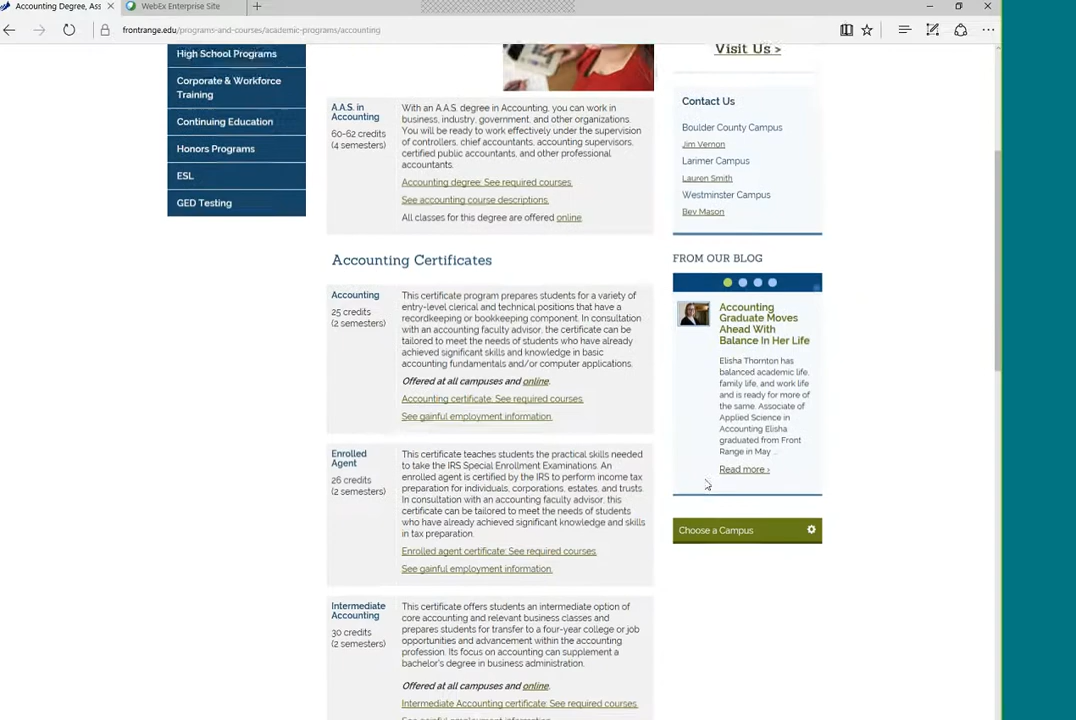 Accounting Degree, Ass
WebEx Enterprise Site
frontrange.edu/programs-and-courses/academic-programs/accounting
High School Programs
Corporate & Workforce
Training
Continuing Education
Honors Programs
ESL
GED Testing
A.A.S. in
Accounting
60-62 credits
(4 semesters)
With an A.A.S. degree in Accounting, you can work in
business, industry, government, and other organizations.
You will be ready to work effectively under the supervision
of controllers, chief accountants, accounting supervisors,
certified public accountants, and other professional
accountants.
Accounting degree: See required courses.
See accounting course descriptions.
All classes for this degree are offered online.
Accounting Certificates
Accounting
25 credits
(2 semesters)
This certificate program prepares students for a variety of
entry-level clerical and technical positions that have a
recordkeeping or bookkeeping component. In consultation
with an accounting faculty advisor, the certificate can be
tailored to meet the needs of students who have already
achieved significant skills and knowledge in basic
accounting fundamentals and/or computer applications.
Offered at all campuses and online.
Accounting certificate: See required courses.
See gainful employment information.
Enrolled
Agent
26 credits
(2 semesters)
This certificate teaches students the practical skills needed
to take the IRS Special Enrollment Examinations. An
enrolled agent is certified by the IRS to perform income tax
preparation for individuals, corporations, estates, and trusts.
In consultation with an accounting faculty advisor, this
certificate can be tailored to meet the needs of students
who have already achieved significant knowledge and skills
in tax preparation.
Enrolled agent certificate: See required courses.
See gainful employment information.
Intermediate
Accounting
30 credits
(2 semesters)
This certificate offers students an intermediate option of
core accounting and relevant business classes and
prepares students for transfer to a four-year college or job
opportunities and advancement within the accounting
profession. Its focus on accounting can supplement a
bachelor's degree in business administration.
Offered at all campuses and online.
Intermediate Accounting certificate: See required courses.
See gainful employment information.
Visit Us >
Contact Us
Boulder County Campus
Jim Vernon
Larimer Campus
Lauren Smith
Westminster Campus
Bev Mason
FROM OUR BLOG
Accounting
Graduate Moves
Ahead With
Balance In Her Life
Elisha Thornton has
balanced academic life,
family life, and work life
and is ready for more of
the same. Associate of
Applied Science in
Accounting Elisha
graduated from Front
Range in May ...
Read more ›
Choose a Campus